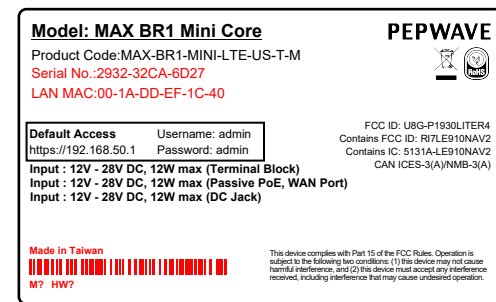 Model: MAX BR1 Mini Core
PEPWAVE
Product Code:MAX-BR1-MINI-LTE-US-T-M
Serial No.:2932-32CA-6D27
LAN MAC:00-1A-DD-EF-1C-40
RoHS
Default Access
Username: admin
https://192.168.50.1
Password: admin
FCC ID: U8G-P1930LITER4
Contains FCC ID: RI7LE910NAV2
Contains IC: 5131A-LE910NAV2
CAN ICES-3(A)/NMB-3(A)
Input : 12V - 28V DC, 12W max (Terminal Block)
Input : 12V - 28V DC, 12W max (Passive PoE, WAN Port)
Input : 12V - 28V DC, 12W max (DC Jack)
Made in Taiwan
M? HW?
This device complies with Part 15 of the FCC Rules. Operation is
subject to the following two conditions: (1) this device may not cause
harmful interference, and (2) this device must accept any interference
received, including interference that may cause undesired operation.